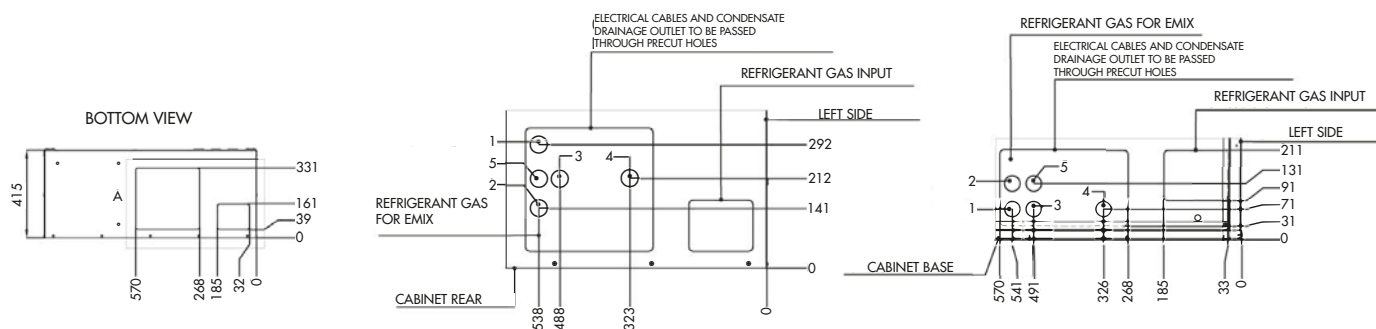 BOTTOM VIEW
415
A
331
161
39
0
570
268
185
32
0
ELECTRICAL CABLES AND CONDENSATE
DRAINAGE OUTLET TO BE PASSED
THROUGH PRECUT HOLES
REFRIGERANT GAS INPUT
LEFT SIDE
1
292
5
3
4
212
2
141
REFRIGERANT GAS
FOR EMIX
0
CABINET REAR
538
488
323
0
REFRIGERANT GAS FOR EMIX
ELECTRICAL CABLES AND CONDENSATE
DRAINAGE OUTLET TO BE PASSED
THROUGH PRECUT HOLES
REFRIGERANT GAS INPUT
LEFT SIDE
211
5
131
2
4
91
1
3
71
31
0
CABINET BASE
570
541
491
326
268
185
33
0